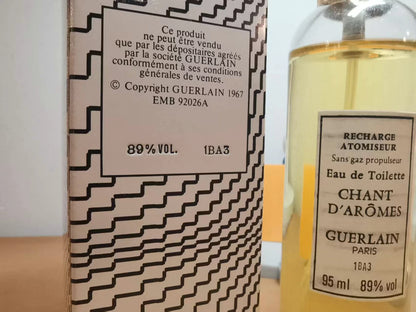 Ce produit
ne peut être vendu
que par les dépositaires agréés
par la société GUERLAIN
conformément à ses conditions
générales de ventes.
© Copyright GUERLAIN 1967
EMB 92026A
89%VOL. 1BA3
RECHARGE
ATOMISEUR
Sans gaz propulseur
Eau de Toilette
CHANT
D'ARÔMES
GUERLAIN
PARIS
1BA3
95 ml 89% vol